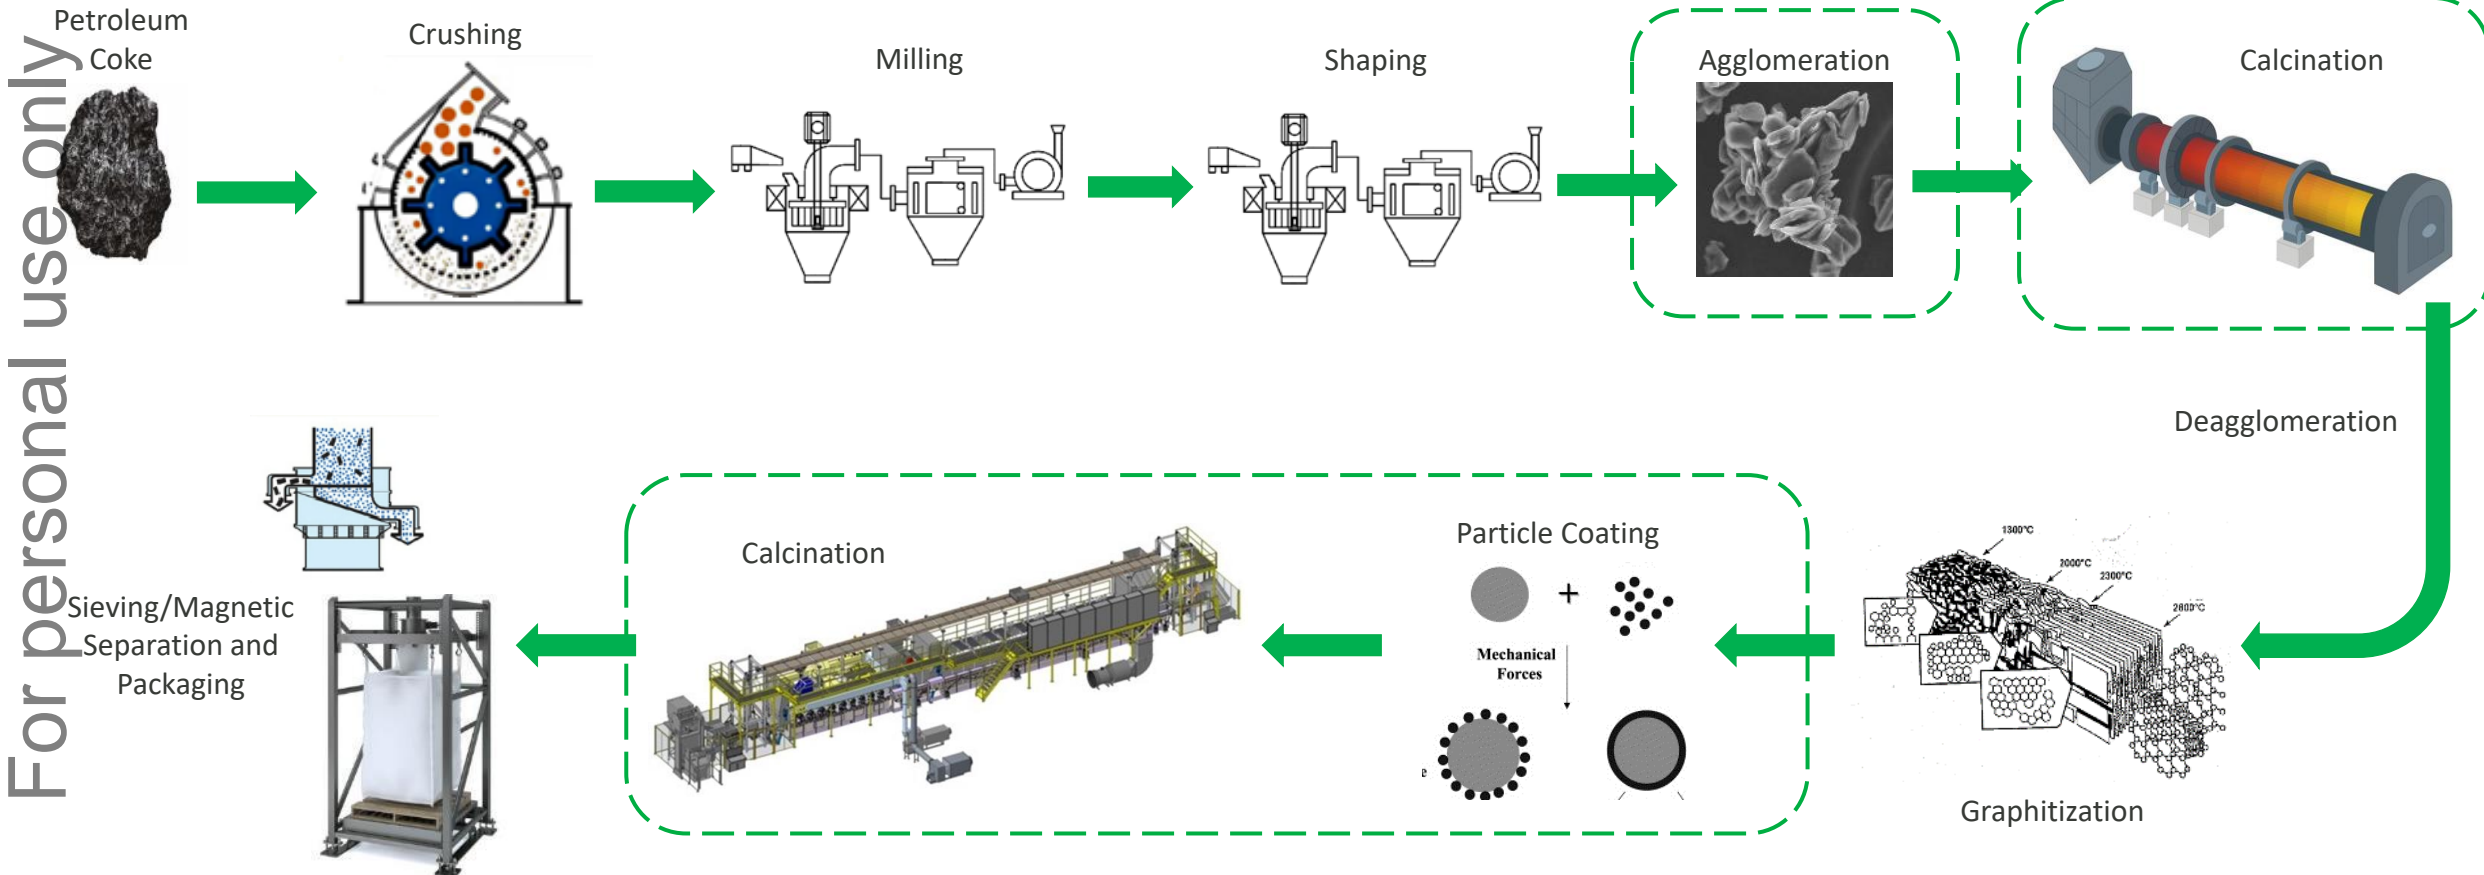 For personal use only
Petroleum
Coke
Crushing
Milling
Shaping
Agglomeration
Calcination
Deagglomeration
1300°C
2000°C
2300°C
2800°C
Graphitization
Particle Coating
+
Mechanical
Forces
e
Calcination
Sieving/Magnetic
Separation and
Packaging